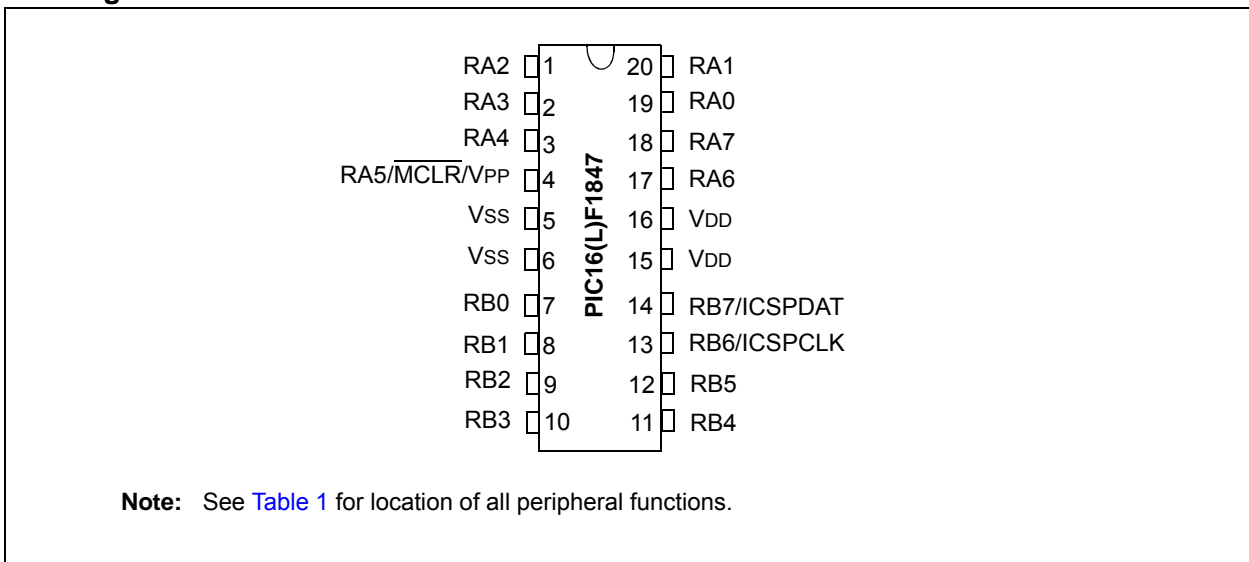 RA2 1 20 RA1
RA3 2 19 RA0
RA4 3 18 RA7
RA5/MCLR/VPP 4 17 RA6
VSS 5 16 VDD
VSS 6 15 VDD
RB0 7 14 RB7/ICSPDAT
RB1 8 13 RB6/ICSPCLK
RB2 9 12 RB5
RB3 10 11 RB4
PIC16(L)F1847
Note: See Table 1 for location of all peripheral functions.